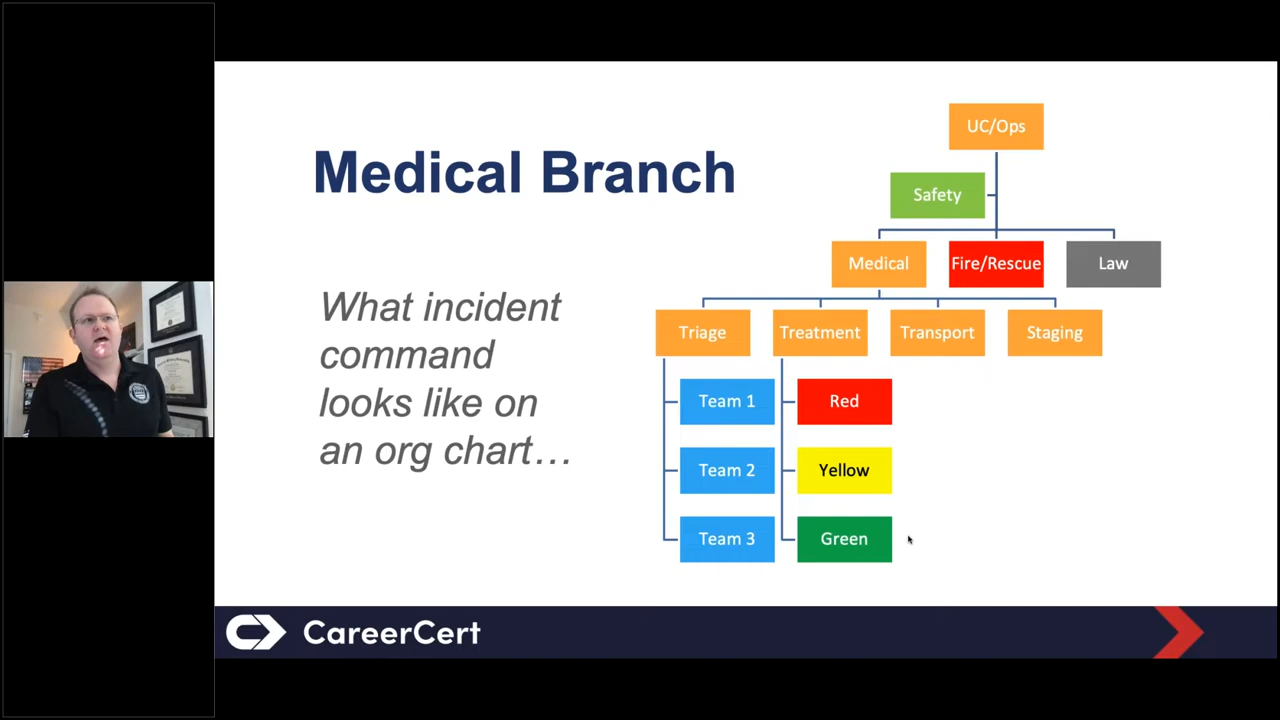 Medical Branch
What incident
command
looks like on
an org chart…
UC/Ops
Safety
Medical
Fire/Rescue
Law
Triage
Treatment
Transport
Staging
Team 1
Red
Team 2
Yellow
Team 3
Green
CareerCert